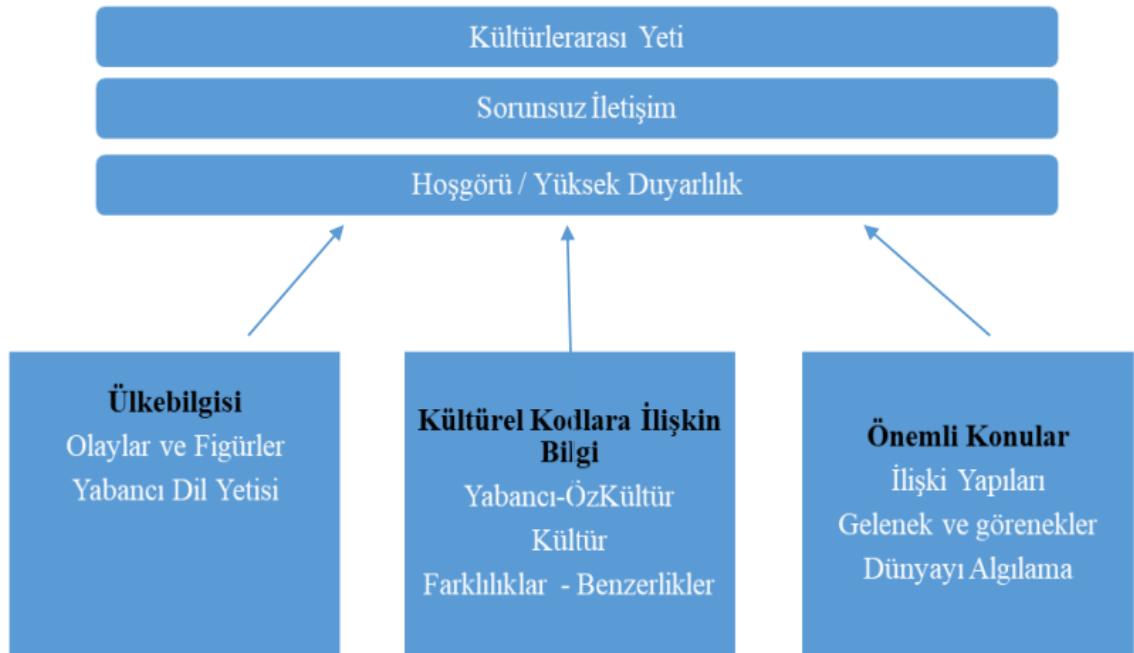 Kültürlerarası Yeti
Sorunsuz İletişim
Hoşgörü / Yüksek Duyarlılık
Ülkebilgisi
Olaylar ve Figürler
Yabancı Dil Yetisi
Kültürel Kodlara İlişkin
Bilgi
Yabancı-ÖzKültür
Kültür
Farklılıklar - Benzerlikler
Önemli Konular
İlişki Yapıları
Gelenek ve görenekler
Dünyayı Algılama